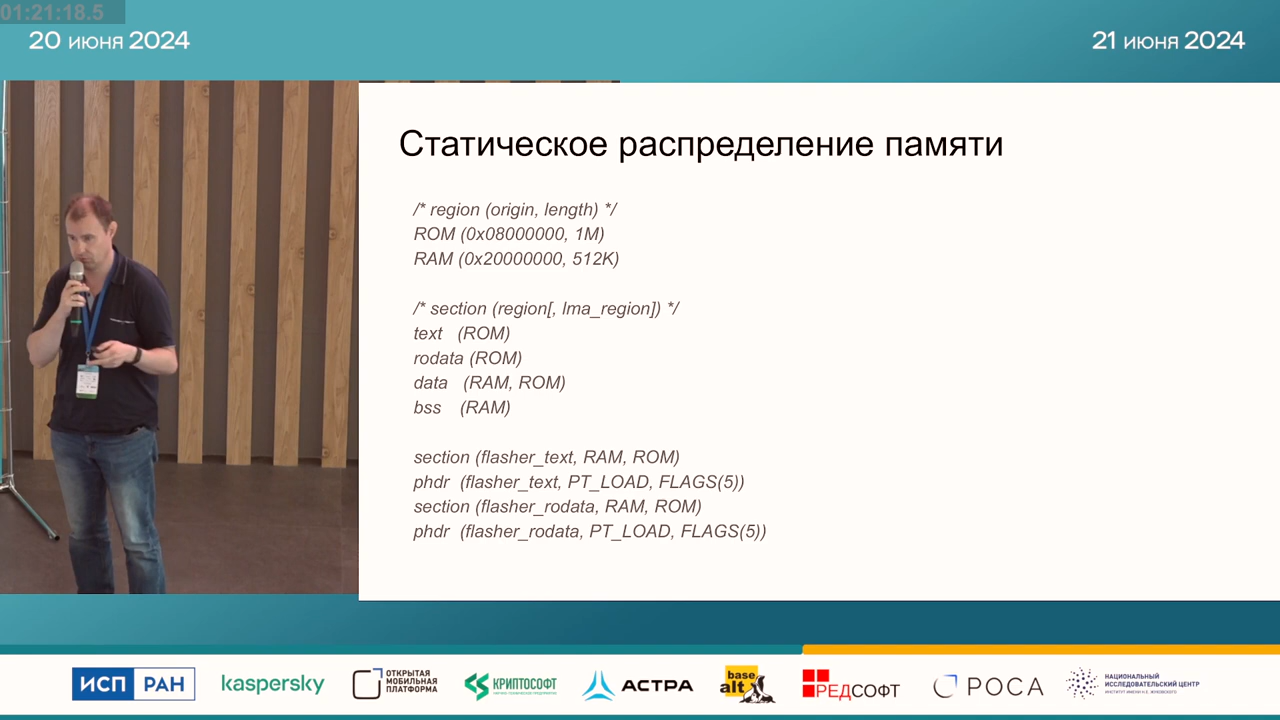 01:21:18.5
20 июня 2024
21 июня 2024
Статическое распределение памяти
/* region (origin, length) */
ROM (0x08000000, 1M)
RAM (0x20000000, 512K)
/* section (region[, lma_region]) */
text (ROM)
rodata (ROM)
data (RAM, ROM)
bss (RAM)
section (flasher_text, RAM, ROM)
phdr (flasher_text, PT_LOAD, FLAGS(5))
section (flasher_rodata, RAM, ROM)
phdr (flasher_rodata, PT_LOAD, FLAGS(5))
ИСП РАН
kaspersky
ОТКРЫТАЯ
МОБИЛЬНАЯ
ПЛАТФОРМА
КРИПТОСОФТ
АСТРА
base
alt
РЕДСОФТ
РОСА
НАЦИОНАЛЬНЫЙ
ИССЛЕДОВАТЕЛЬСКИЙ ЦЕНТР
ИНСТИТУТ ИМЕНИ Н.Е. ЖУКОВСКОГО